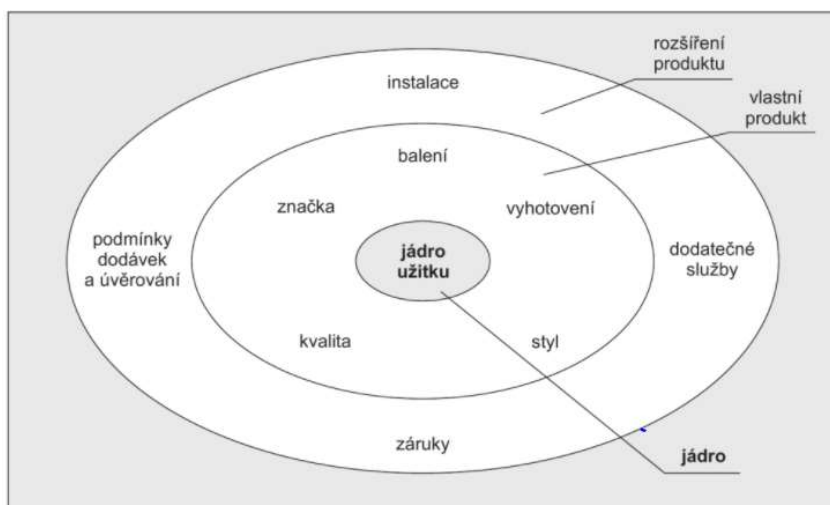 rozšíření
produktu
instalace
vlastní
produkt
balení
značka
vyhotovení
podmínky
dodávek
a úvěrování
jádro
užitku
dodatečné
služby
kvalita
styl
záruky
jádro